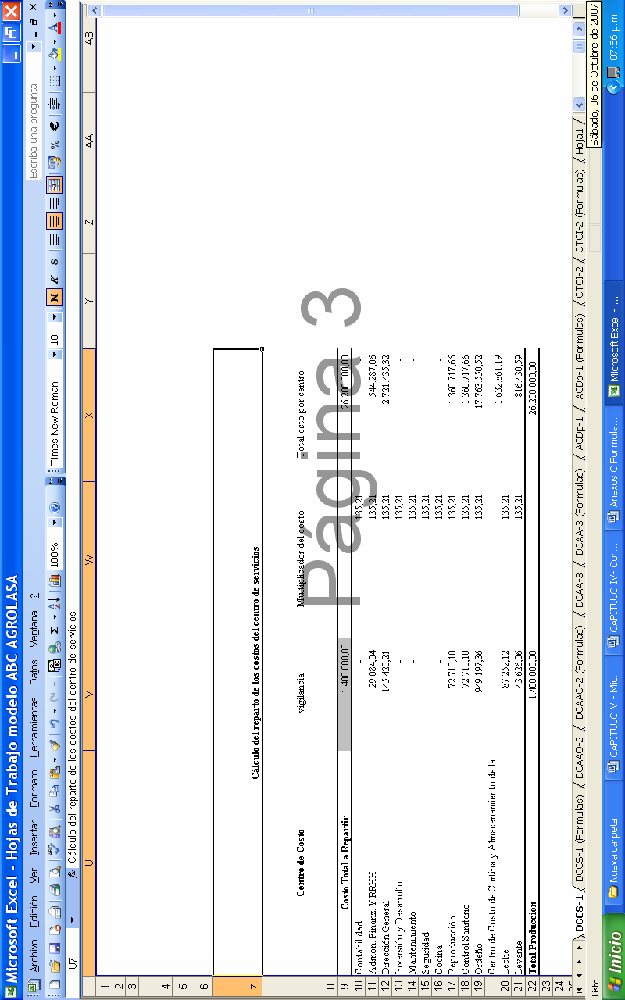 Microsoft Excel - Hojas de Trabajo modelo ABC AGROLASA
Archivo Edición Ver Insertar Formato Herramientas Datos Ventana ? Escriba una pregunta
100% Times New Roman 10 N K S % €
U7 fx Cálculo del reparto de los costos del centro de servicios
U V W X Y Z AA AB
1
2
3
4
5
6
7 Cálculo del reparto de los costos del centro de servicios
8 Centro de Costo vigilancia Multiplicador del costo Total csto por centro
9 Costo Total a Repartir 1.400.000,00 26.200.000,00
10 Contabilidad - 135,21 -
11 Admon. Finanz. Y RRHH 29.084,04 135,21 544.287,06
12 Dirección General 145.420,21 135,21 2.721.435,32
13 Inversión y Desarrollo - 135,21 -
14 Mantenimiento - 135,21 -
15 Seguridad - 135,21 -
16 Cocina - 135,21 -
17 Reproducción 72.710,10 135,21 1.360.717,66
18 Control Sanitario 72.710,10 135,21 1.360.717,66
19 Ordeño 949.197,36 135,21 17.763.550,52
Centro de Costo de Cortina y Almacenamiento de la
20 Leche 87.252,12 135,21 1.632.861,19
21 Levante 43.626,06 135,21 816.430,59
22 Total Producción 1.400.000,00 26.200.000,00
23
24
Página 3
DCCS-1 / DCCS-1 (Formulas) / DCAAO-2 / DCAAO-2 (Formulas) / DCAA-3 / DCAA-3 (Formulas) / ACDp-1 / ACDp-1 (Formulas) / CTCI-2 / CTCI-2 (Formulas) / Hoja1 /
listo
Sábado, 06 de Octubre de 2007
Inicio Nueva carpeta CAPITULO V - Mic... CAPITULO IV- Cor... Anexos C Formula... Microsoft Excel - ... 07:56 p.m.